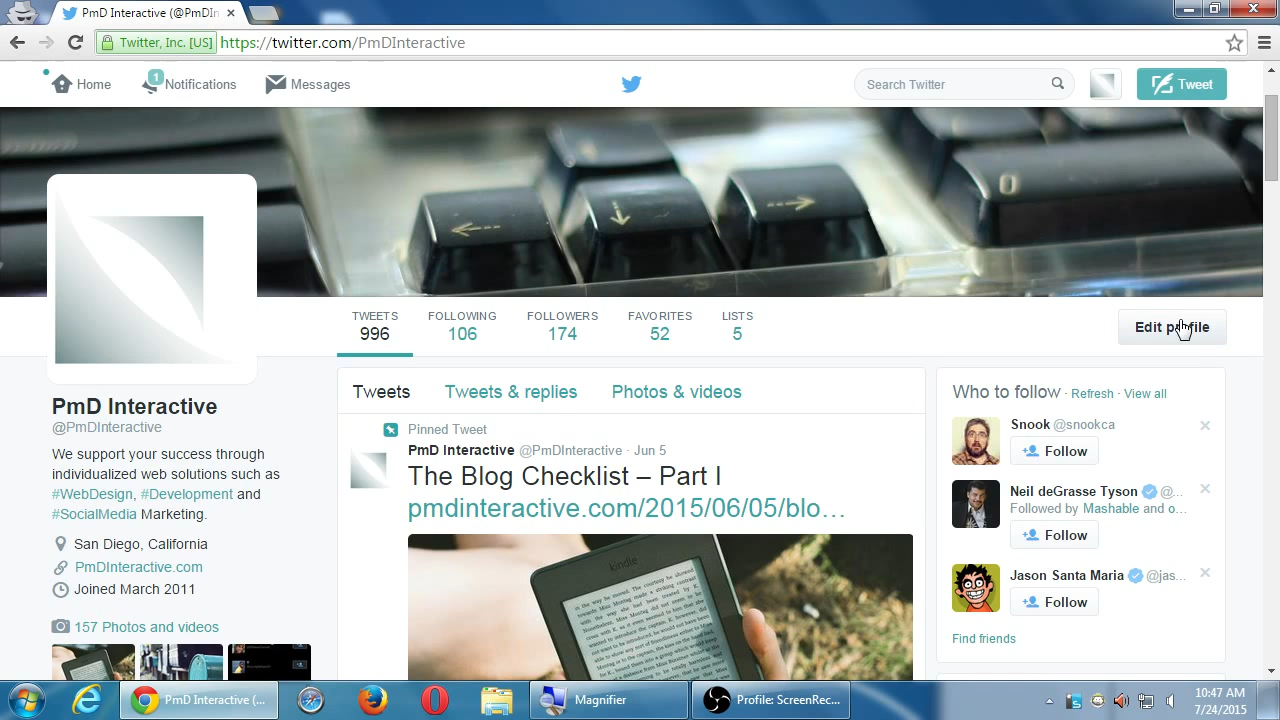 PmD Interactive (@PmDIn
Twitter, Inc. [US]
https://twitter.com/PmDInteractive
Home
1
Notifications
Messages
Search Twitter
Tweet
TWEETS
996
FOLLOWING
106
FOLLOWERS
174
FAVORITES
52
LISTS
5
Edit profile
PmD Interactive
@PmDInteractive
We support your success through
individualized web solutions such as
#WebDesign, #Development and
#SocialMedia Marketing.
San Diego, California
PmDInteractive.com
Joined March 2011
157 Photos and videos
Tweets
Tweets & replies
Photos & videos
Pinned Tweet
PmD Interactive @PmDInteractive · Jun 5
The Blog Checklist – Part I
pmdinteractive.com/2015/06/05/blo…
kindle
Who to follow · Refresh · View all
Snook @snookca
Follow
Neil deGrasse Tyson @...
Followed by Mashable and o...
Follow
Jason Santa Maria @jas...
Follow
Find friends
PmD Interactive (...
Magnifier
Profile: ScreenRec...
10:47 AM
7/24/2015